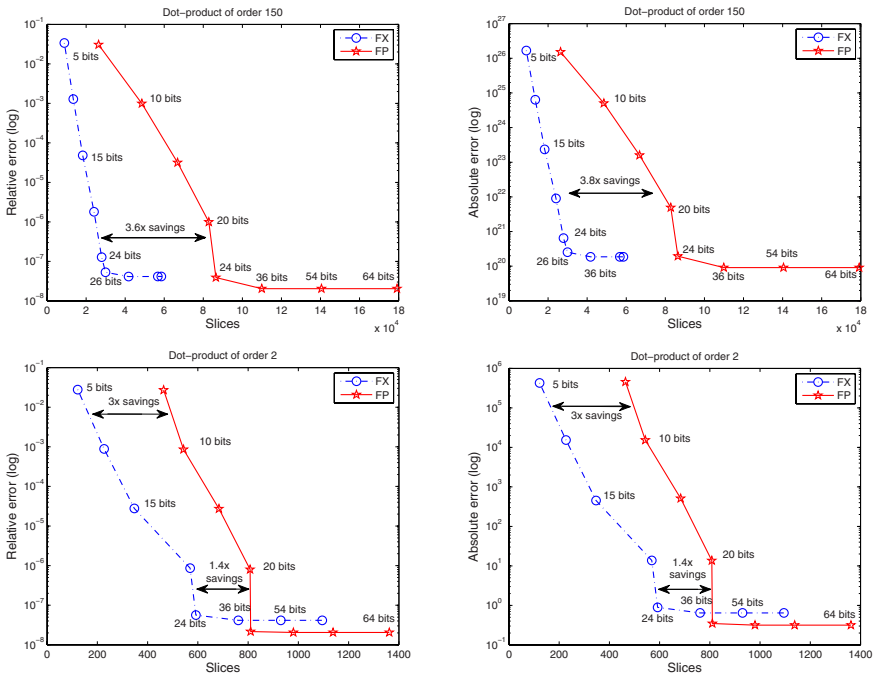 Dot−product of order 150
Relative error (log)
10^−1
10^−2
10^−3
10^−4
10^−5
10^−6
10^−7
10^−8
FX
FP
5 bits
10 bits
15 bits
20 bits
3.6x savings
24 bits
24 bits
26 bits
36 bits
54 bits
64 bits
0 2 4 6 8 10 12 14 16 18
x 10^4
Slices
Dot−product of order 150
Absolute error (log)
10^27
10^26
10^25
10^24
10^23
10^22
10^21
10^20
10^19
FX
FP
5 bits
10 bits
15 bits
3.8x savings
20 bits
24 bits
24 bits
26 bits
36 bits
36 bits
54 bits
64 bits
0 2 4 6 8 10 12 14 16 18
x 10^4
Slices
Dot−product of order 2
Relative error (log)
10^−1
10^−2
10^−3
10^−4
10^−5
10^−6
10^−7
10^−8
FX
FP
5 bits
3x savings
10 bits
15 bits
20 bits
1.4x
savings
24 bits
36 bits
54 bits
64 bits
0 200 400 600 800 1000 1200 1400
Slices
Dot−product of order 2
Absolute error (log)
10^6
10^5
10^4
10^3
10^2
10^1
10^0
10^−1
FX
FP
5 bits
3x savings
10 bits
15 bits
20 bits
1.4x
savings
24 bits
36 bits
54 bits
64 bits
0 200 400 600 800 1000 1200 1400
Slices